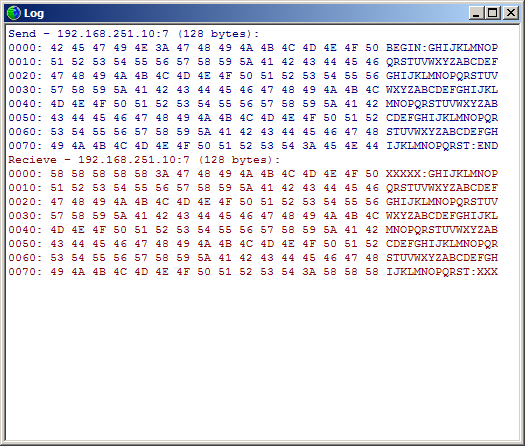 Log
Send - 192.168.251.10:7 (128 bytes):
0000: 42 45 47 49 4E 3A 47 48 49 4A 4B 4C 4D 4E 4F 50 BEGIN:GHIJKLMNOP
0010: 51 52 53 54 55 56 57 58 59 5A 41 42 43 44 45 46 QRSTUVWXYZABCDEF
0020: 47 48 49 4A 4B 4C 4D 4E 4F 50 51 52 53 54 55 56 GHIJKLMNOPQRSTUV
0030: 57 58 59 5A 41 42 43 44 45 46 47 48 49 4A 4B 4C WXYZABCDEFGHIJKL
0040: 4D 4E 4F 50 51 52 53 54 55 56 57 58 59 5A 41 42 MNOPQRSTUVWXYZAB
0050: 43 44 45 46 47 48 49 4A 4B 4C 4D 4E 4F 50 51 52 CDEFGHIJKLMNOPQR
0060: 53 54 55 56 57 58 59 5A 41 42 43 44 45 46 47 48 STUVWXYZABCDEFGH
0070: 49 4A 4B 4C 4D 4E 4F 50 51 52 53 54 3A 45 4E 44 IJKLMNOPQRST:END
Recieve - 192.168.251.10:7 (128 bytes):
0000: 58 58 58 58 58 3A 47 48 49 4A 4B 4C 4D 4E 4F 50 XXXXX:GHIJKLMNOP
0010: 51 52 53 54 55 56 57 58 59 5A 41 42 43 44 45 46 QRSTUVWXYZABCDEF
0020: 47 48 49 4A 4B 4C 4D 4E 4F 50 51 52 53 54 55 56 GHIJKLMNOPQRSTUV
0030: 57 58 59 5A 41 42 43 44 45 46 47 48 49 4A 4B 4C WXYZABCDEFGHIJKL
0040: 4D 4E 4F 50 51 52 53 54 55 56 57 58 59 5A 41 42 MNOPQRSTUVWXYZAB
0050: 43 44 45 46 47 48 49 4A 4B 4C 4D 4E 4F 50 51 52 CDEFGHIJKLMNOPQR
0060: 53 54 55 56 57 58 59 5A 41 42 43 44 45 46 47 48 STUVWXYZABCDEFGH
0070: 49 4A 4B 4C 4D 4E 4F 50 51 52 53 54 3A 58 58 58 IJKLMNOPQRST:XXX